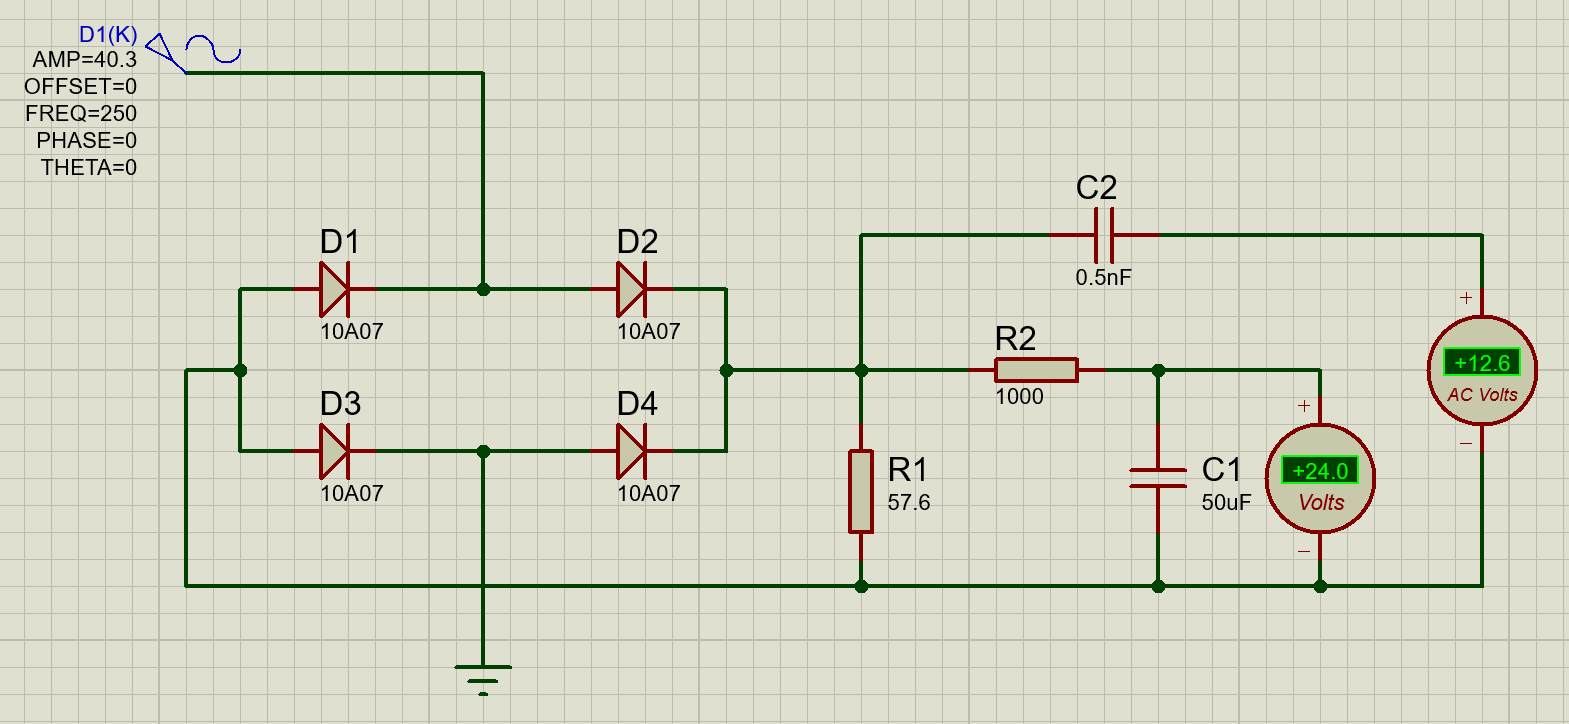 D1(K)
AMP=40.3
OFFSET=0
FREQ=250
PHASE=0
THETA=0
C2
0.5nF
D1
10A07
D2
10A07
+
+12.6
AC Volts
−
R2
1000
D3
10A07
D4
10A07
R1
57.6
C1
50uF
+
+24.0
Volts
−